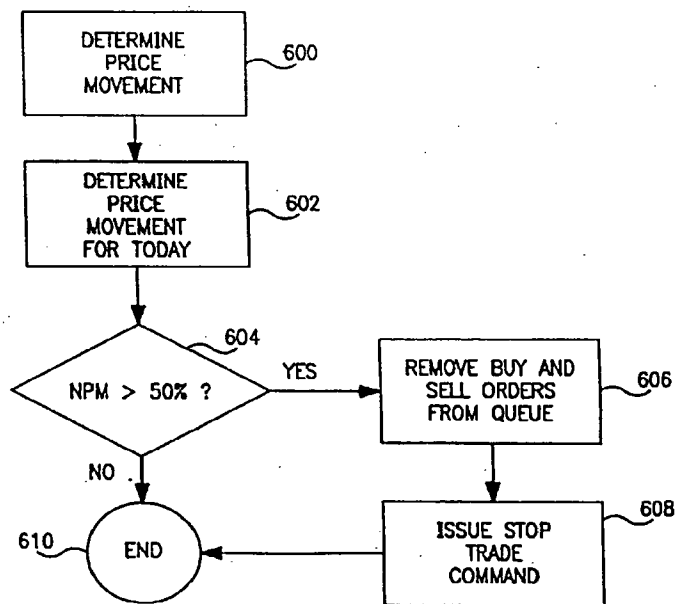 DETERMINE
PRICE
MOVEMENT
600
DETERMINE
PRICE
MOVEMENT
FOR TODAY
602
604
NPM > 50% ?
YES
REMOVE BUY AND
SELL ORDERS
FROM QUEUE
606
NO
610
END
ISSUE STOP
TRADE
COMMAND
608